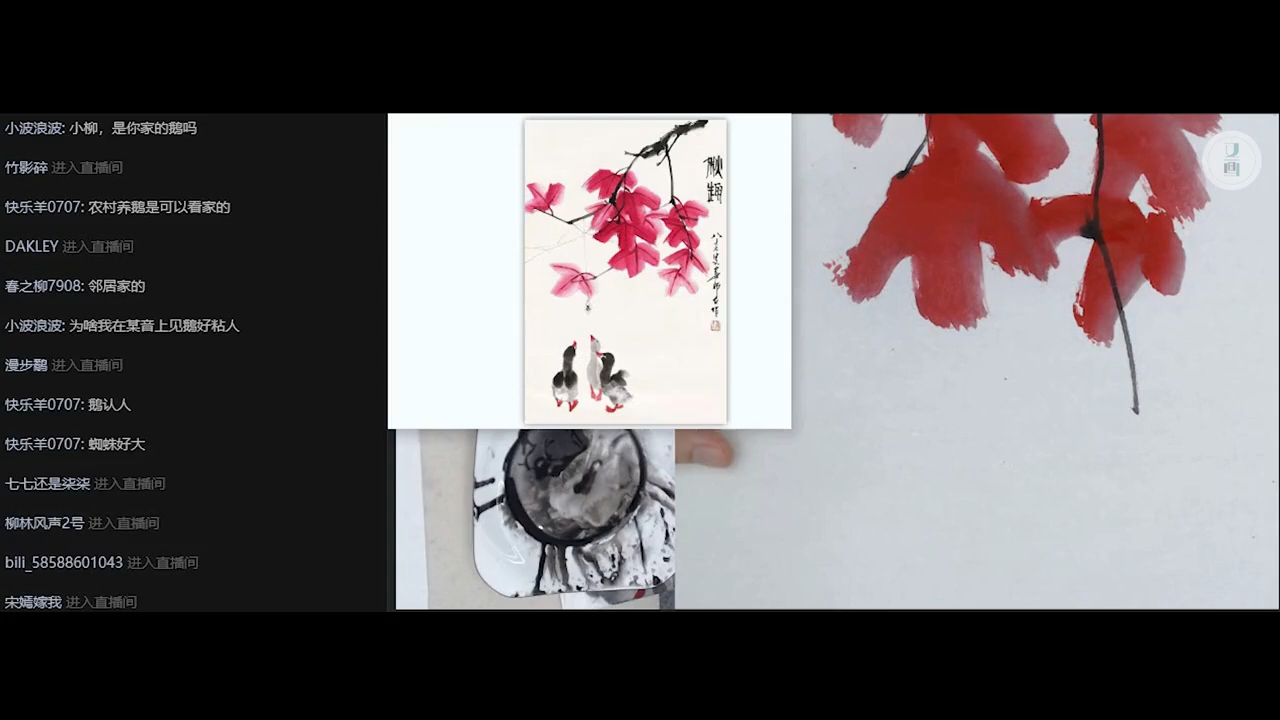 小波浪波: 小柳，是你家的鹅吗
竹影碎 进入直播间
快乐羊0707: 农村养鹅是可以看家的
DAKLEY 进入直播间
春之柳7908: 邻居家的
小波浪波: 为啥我在某音上见鹅好粘人
漫步鹬 进入直播间
快乐羊0707: 鹅认人
快乐羊0707: 蜘蛛好大
七七还是柒柒 进入直播间
柳林风声2号 进入直播间
bili_58588601043 进入直播间
宋嫣嫁我 进入直播间
秋趣